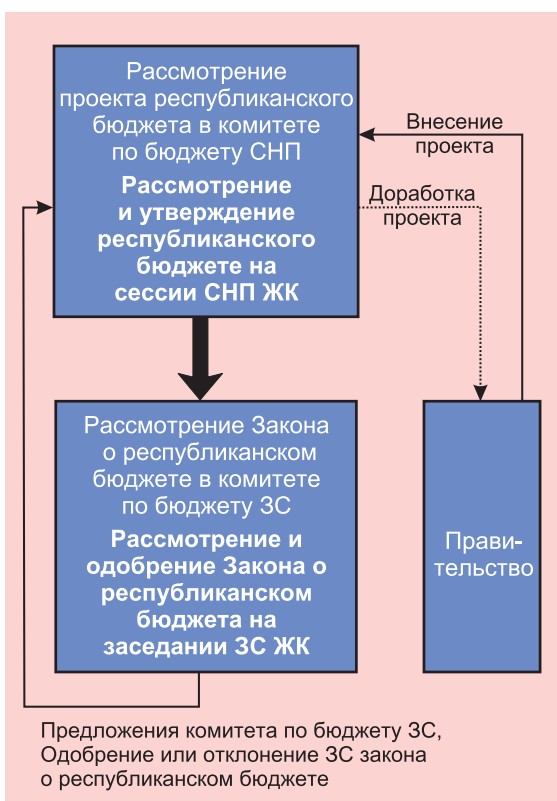 Рассмотрение
проекта республиканского
бюджета в комитете
по бюджету СНП
Рассмотрение
и утверждение
республиканского
бюджете на
сессии СНП ЖК
Внесение
проекта
Доработка
проекта
Рассмотрение Закона
о республиканском
бюджете в комитете
по бюджету ЗС
Рассмотрение и
одобрение Закона о
республиканском
бюджета на
заседании ЗС ЖК
Прави-
тельство
Предложения комитета по бюджету ЗС,
Одобрение или отклонение ЗС закона
о республиканском бюджете